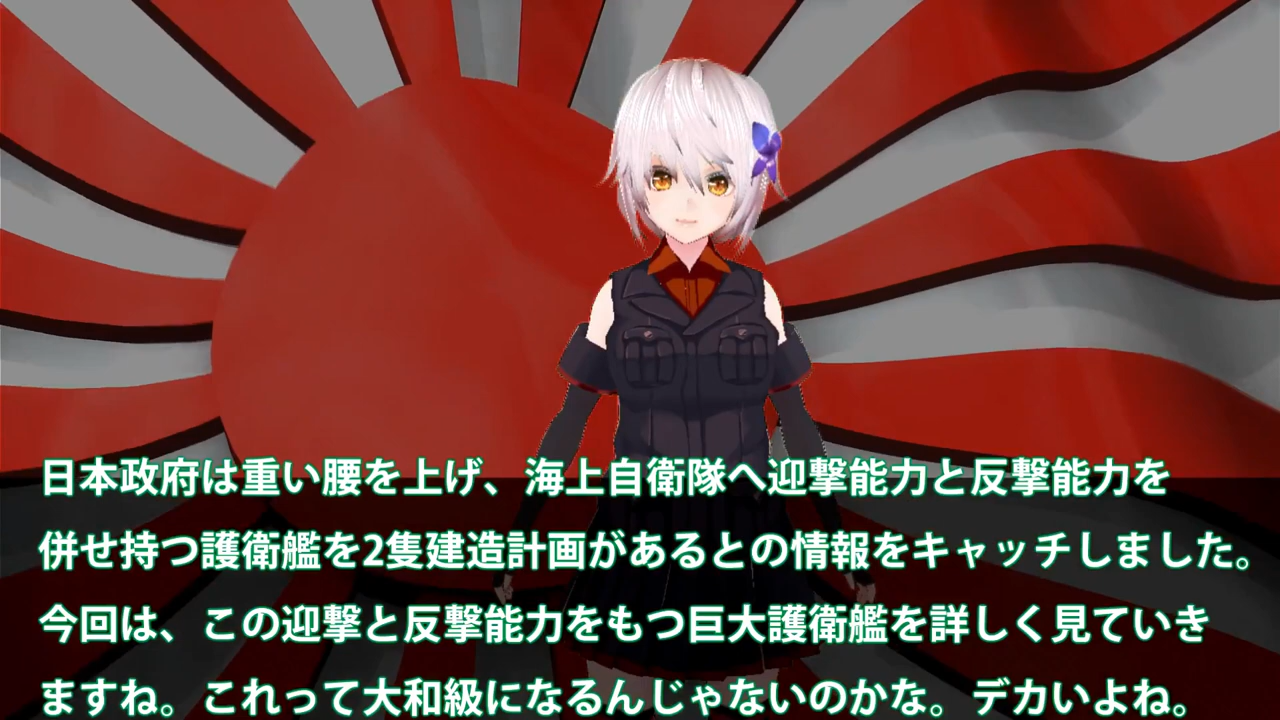 日本政府は重い腰を上げ、海上自衛隊へ迎撃能力と反撃能力を
併せ持つ護衛艦を2隻建造計画があるとの情報をキャッチしました。
今回は、この迎撃と反撃能力をもつ巨大護衛艦を詳しく見ていき
ますね。これって大和級になるんじゃないのかな。デカいよね。